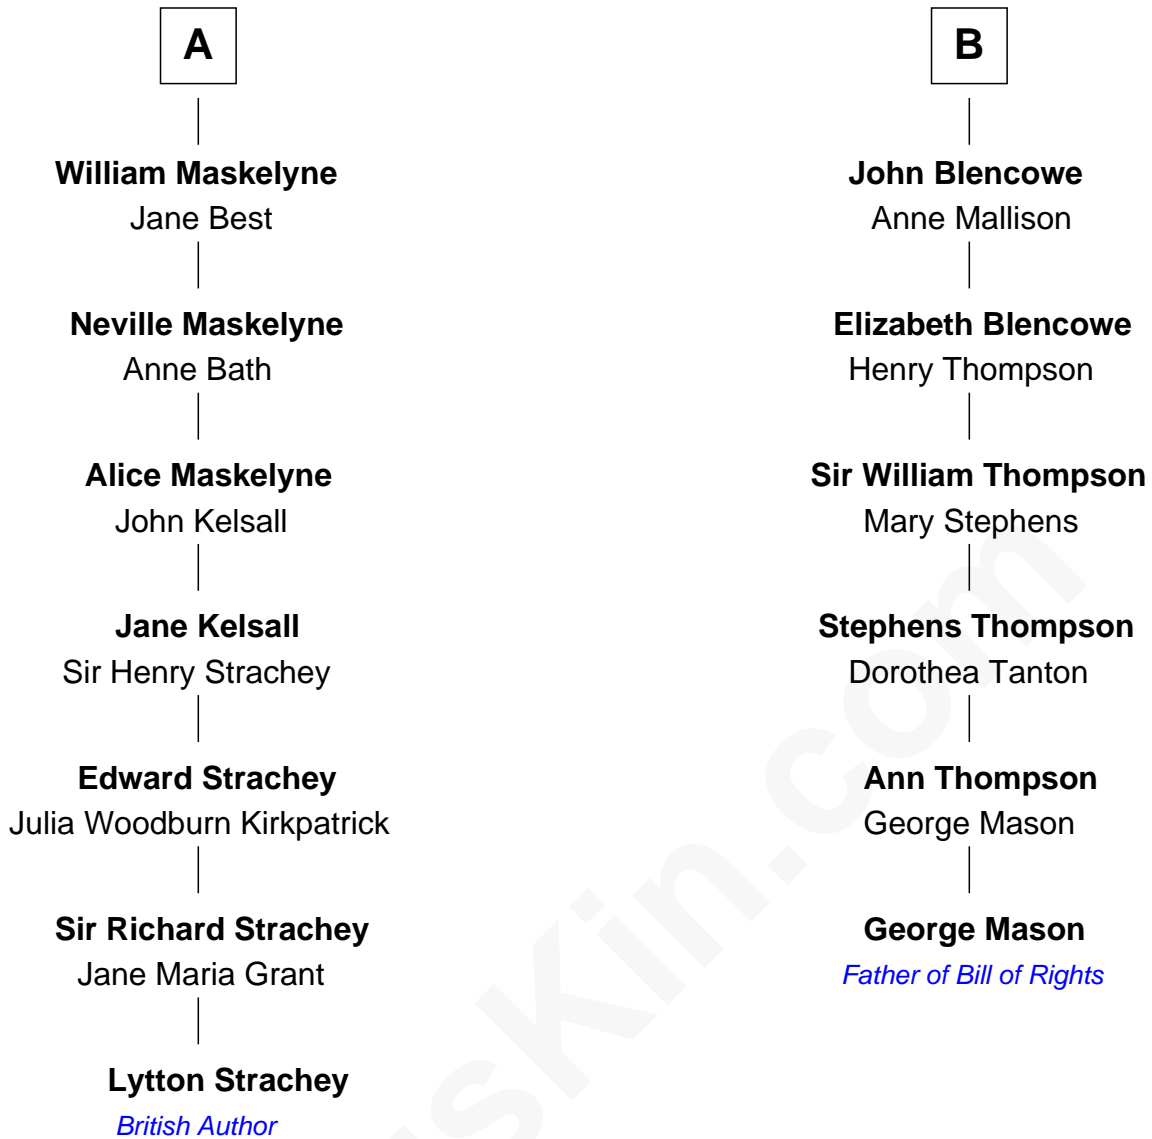 A
William Maskelyne
Jane Best
Neville Maskelyne
Anne Bath
Alice Maskelyne
John Kelsall
Jane Kelsall
Sir Henry Strachey
Edward Strachey
Julia Woodburn Kirkpatrick
Sir Richard Strachey
Jane Maria Grant
Lytton Strachey
British Author
B
John Blencowe
Anne Mallison
Elizabeth Blencowe
Henry Thompson
Sir William Thompson
Mary Stephens
Stephens Thompson
Dorothea Tanton
Ann Thompson
George Mason
George Mason
Father of Bill of Rights